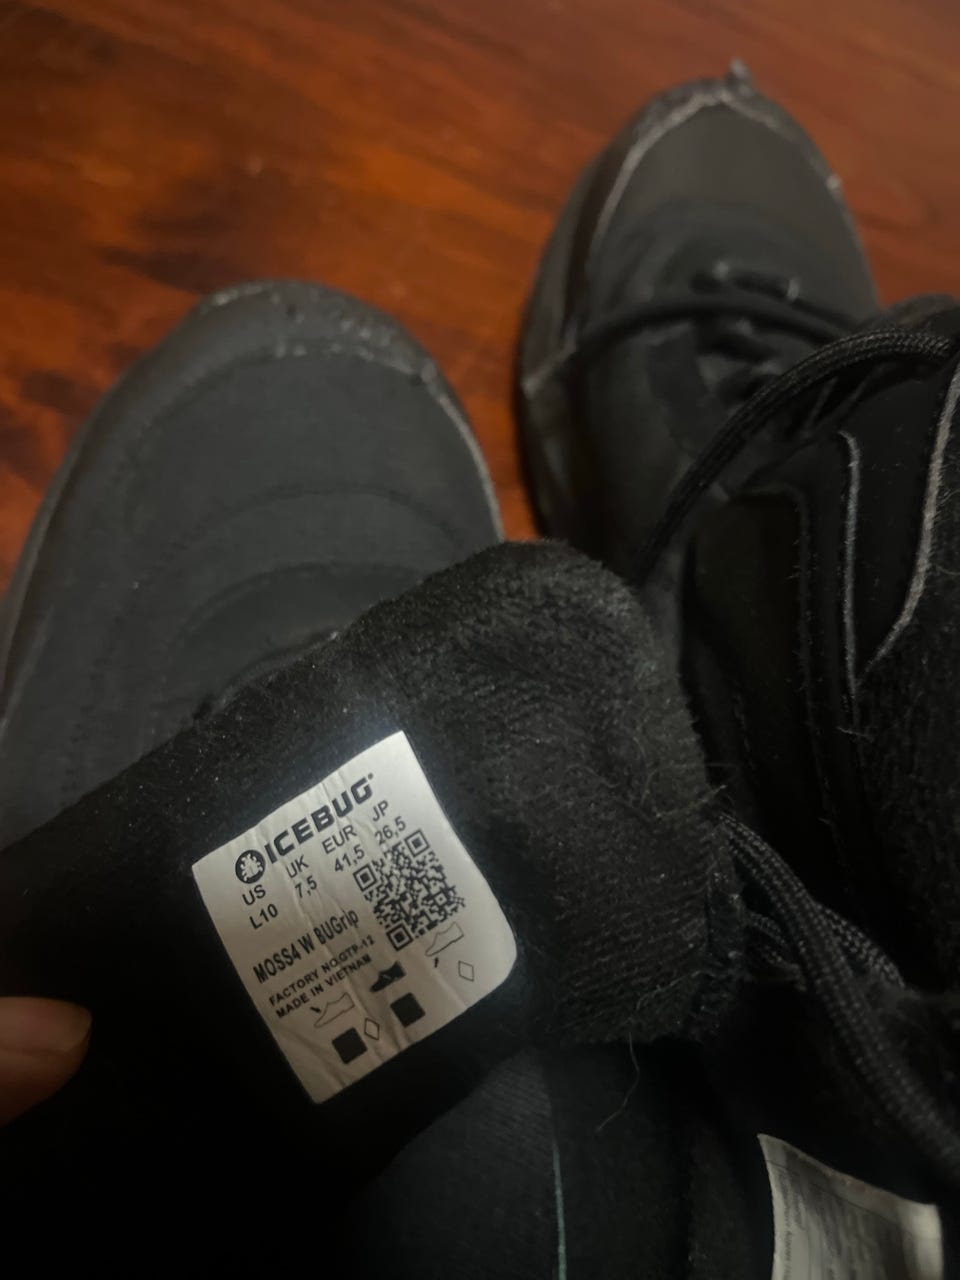 ICEBUG
US UK EUR JP
L10 7,5 41,5 26,5
MOSS4 W BUGrip
FACTORY NO.GTP-12
MADE IN VIETNAM